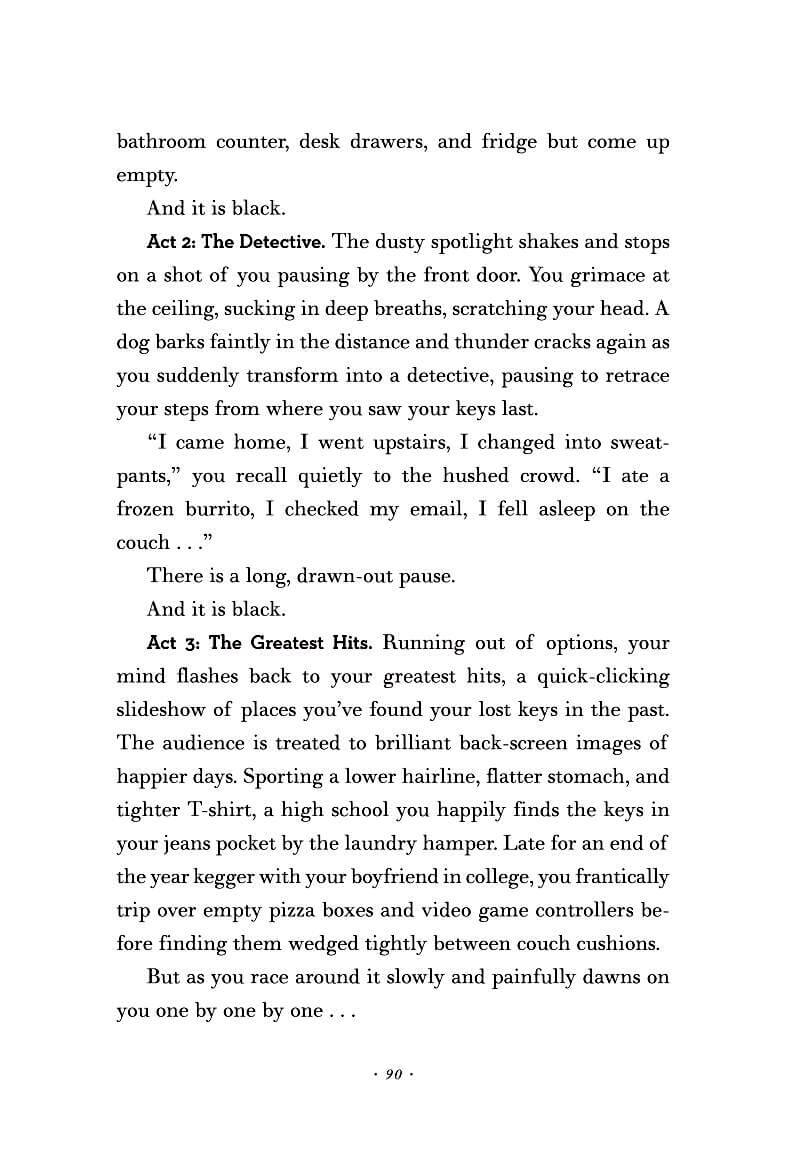 bathroom counter, desk drawers, and fridge but come up
empty.
And it is black.
Act 2: The Detective. The dusty spotlight shakes and stops
on a shot of you pausing by the front door. You grimace at
the ceiling, sucking in deep breaths, scratching your head. A
dog barks faintly in the distance and thunder cracks again as
you suddenly transform into a detective, pausing to retrace
your steps from where you saw your keys last.
“I came home, I went upstairs, I changed into sweat-
pants,” you recall quietly to the hushed crowd. “I ate a
frozen burrito, I checked my email, I fell asleep on the
couch . . .”
There is a long, drawn-out pause.
And it is black.
Act 3: The Greatest Hits. Running out of options, your
mind flashes back to your greatest hits, a quick-clicking
slideshow of places you’ve found your lost keys in the past.
The audience is treated to brilliant back-screen images of
happier days. Sporting a lower hairline, flatter stomach, and
tighter T-shirt, a high school you happily finds the keys in
your jeans pocket by the laundry hamper. Late for an end of
the year kegger with your boyfriend in college, you frantically
trip over empty pizza boxes and video game controllers be-
fore finding them wedged tightly between couch cushions.
But as you race around it slowly and painfully dawns on
you one by one by one . . .
· 90 ·